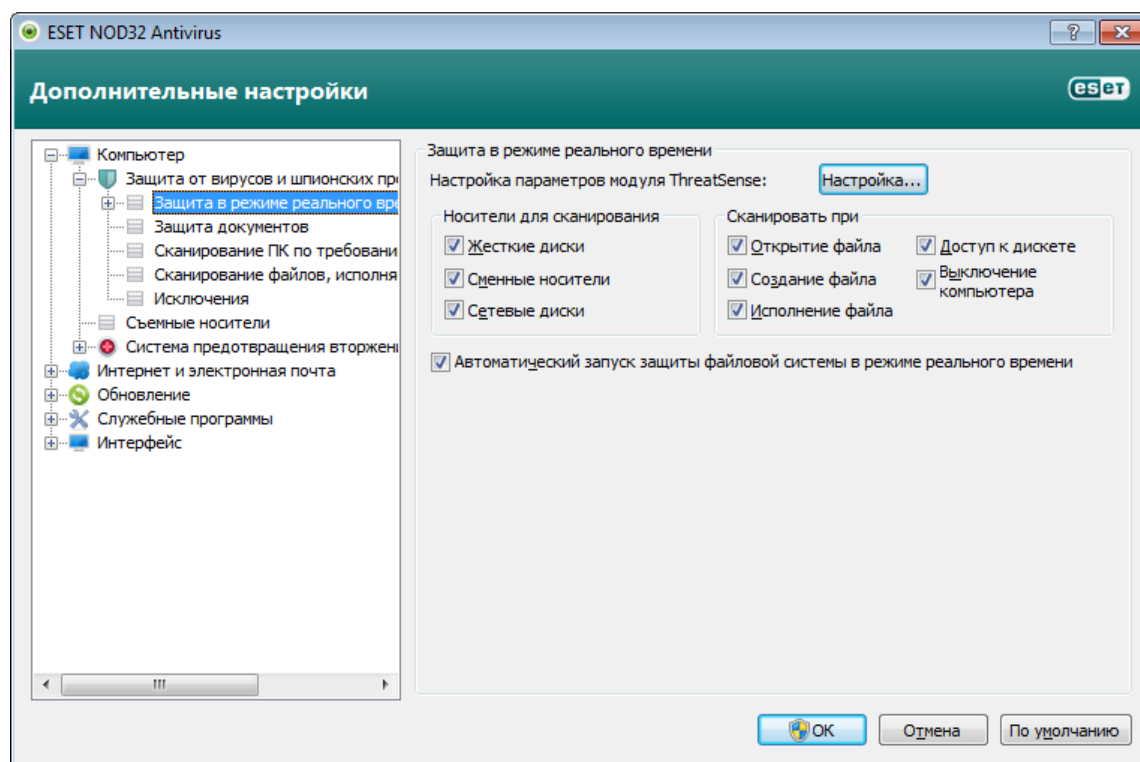 ESET NOD32 Antivirus
Дополнительные настройки
eseт
Компьютер
Защита от вирусов и шпионских пр
Защита в режиме реального вре
Защита документов
Сканирование ПК по требовани
Сканирование файлов, исполня
Исключения
Съемные носители
Система предотвращения вторжен
Интернет и электронная почта
Обновление
Служебные программы
Интерфейс
Защита в режиме реального времени
Настройка параметров модуля ThreatSense:
Настройка...
Носители для сканирования
Жесткие диски
Сменные носители
Сетевые диски
Сканировать при
Открытие файла
Создание файла
Исполнение файла
Доступ к дискете
Выключение
компьютера
Автоматический запуск защиты файловой системы в режиме реального времени
OK
Отмена
По умолчанию